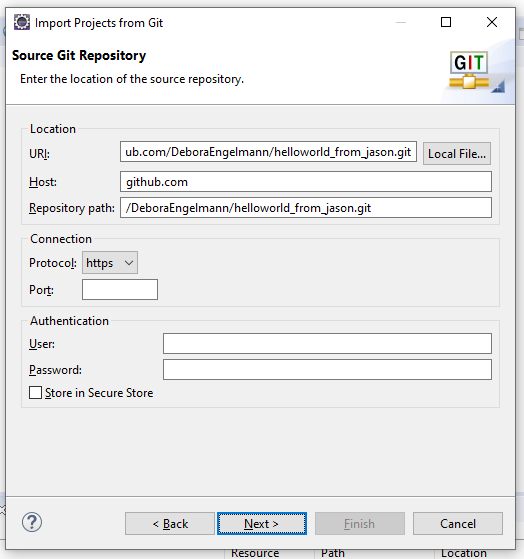 Import Projects from Git
Source Git Repository
Enter the location of the source repository.
GIT
Location
URI: ub.com/DeboraEngelmann/helloworld_from_jason.git Local File...
Host: github.com
Repository path: /DeboraEngelmann/helloworld_from_jason.git
Connection
Protocol: https
Port:
Authentication
User:
Password:
Store in Secure Store
? < Back Next > Finish Cancel
Resource Path Location